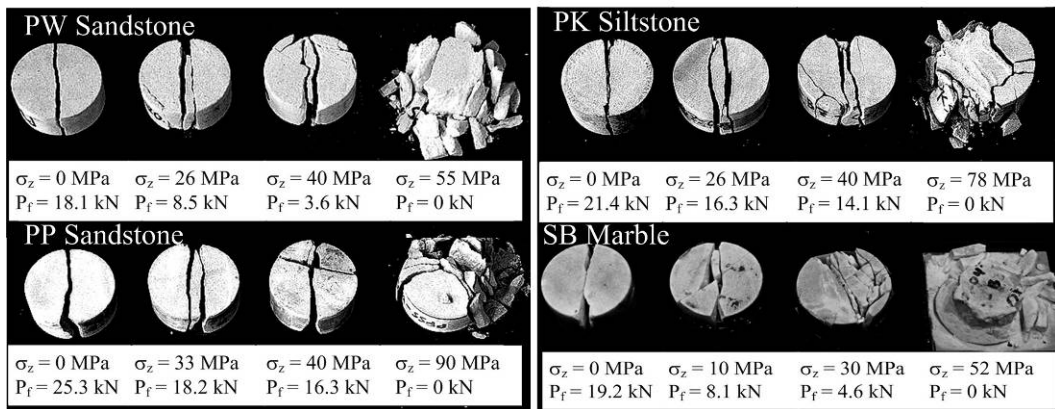 PW Sandstone
σz = 0 MPa σz = 26 MPa σz = 40 MPa σz = 55 MPa
Pf = 18.1 kN Pf = 8.5 kN Pf = 3.6 kN Pf = 0 kN
PP Sandstone
σz = 0 MPa σz = 33 MPa σz = 40 MPa σz = 90 MPa
Pf = 25.3 kN Pf = 18.2 kN Pf = 16.3 kN Pf = 0 kN
PK Siltstone
σz = 0 MPa σz = 26 MPa σz = 40 MPa σz = 78 MPa
Pf = 21.4 kN Pf = 16.3 kN Pf = 14.1 kN Pf = 0 kN
SB Marble
σz = 0 MPa σz = 10 MPa σz = 30 MPa σz = 52 MPa
Pf = 19.2 kN Pf = 8.1 kN Pf = 4.6 kN Pf = 0 kN